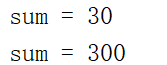 sum = 30
sum = 300